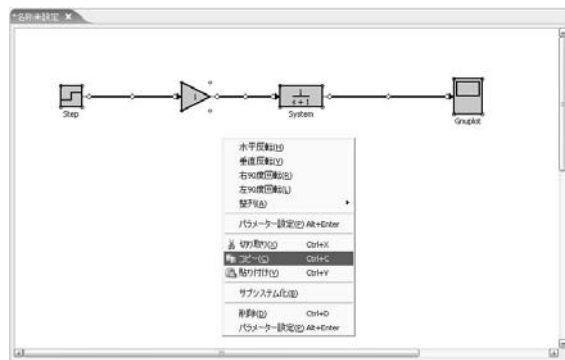 *名称未設定 ×
Step
1
1
s+1
System
Gnuplot
水平反転(H)
垂直反転(V)
右90度回転(R)
左90度回転(L)
整列(A)
パラメーター設定(P) Alt+Enter
切り取り(X) Ctrl+X
コピー(C) Ctrl+C
貼り付け(V) Ctrl+V
サブシステム化(B)
削除(D) Ctrl+D
パラメーター設定(P) Alt+Enter